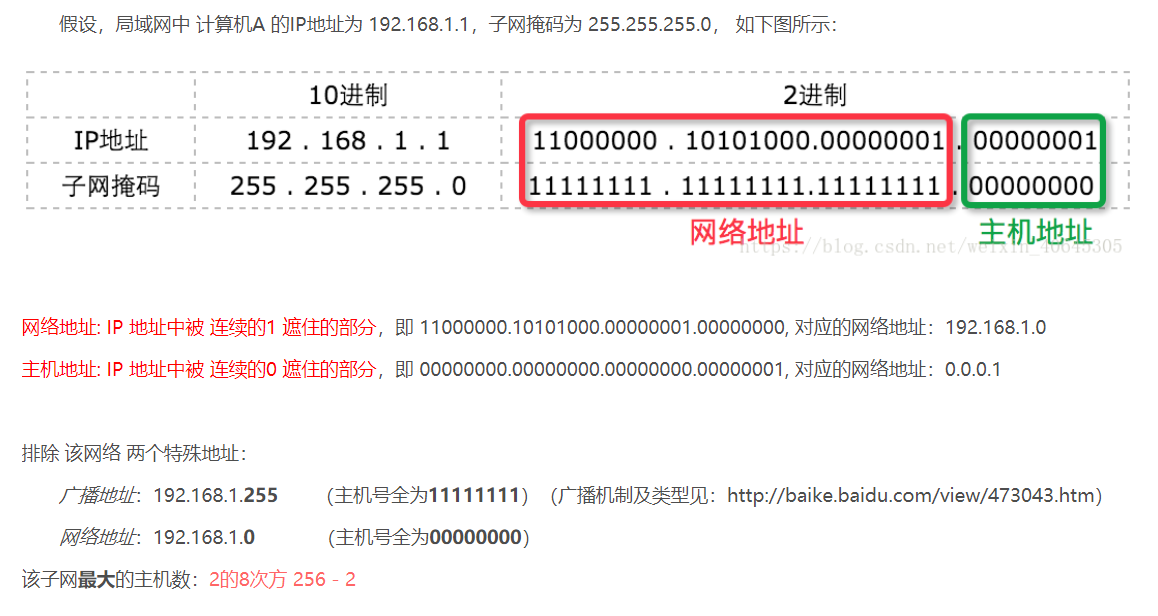 假设，局域网中 计算机A 的IP地址为 192.168.1.1，子网掩码为 255.255.255.0， 如下图所示：
10进制 2进制
IP地址 192 . 168 . 1 . 1 11000000 . 10101000.00000001 . 00000001
子网掩码 255 . 255 . 255 . 0 11111111 . 11111111.11111111 . 00000000
网络地址 主机地址
https://blog.csdn.net/weixin_40645305
网络地址: IP 地址中被 连续的1 遮住的部分，即 11000000.10101000.00000001.00000000, 对应的网络地址：192.168.1.0
主机地址: IP 地址中被 连续的0 遮住的部分，即 00000000.00000000.00000000.00000001, 对应的网络地址：0.0.0.1
排除 该网络 两个特殊地址：
广播地址：192.168.1.255 (主机号全为11111111） (广播机制及类型见：http://baike.baidu.com/view/473043.htm）
网络地址：192.168.1.0 (主机号全为00000000）
该子网最大的主机数：2的8次方 256 - 2